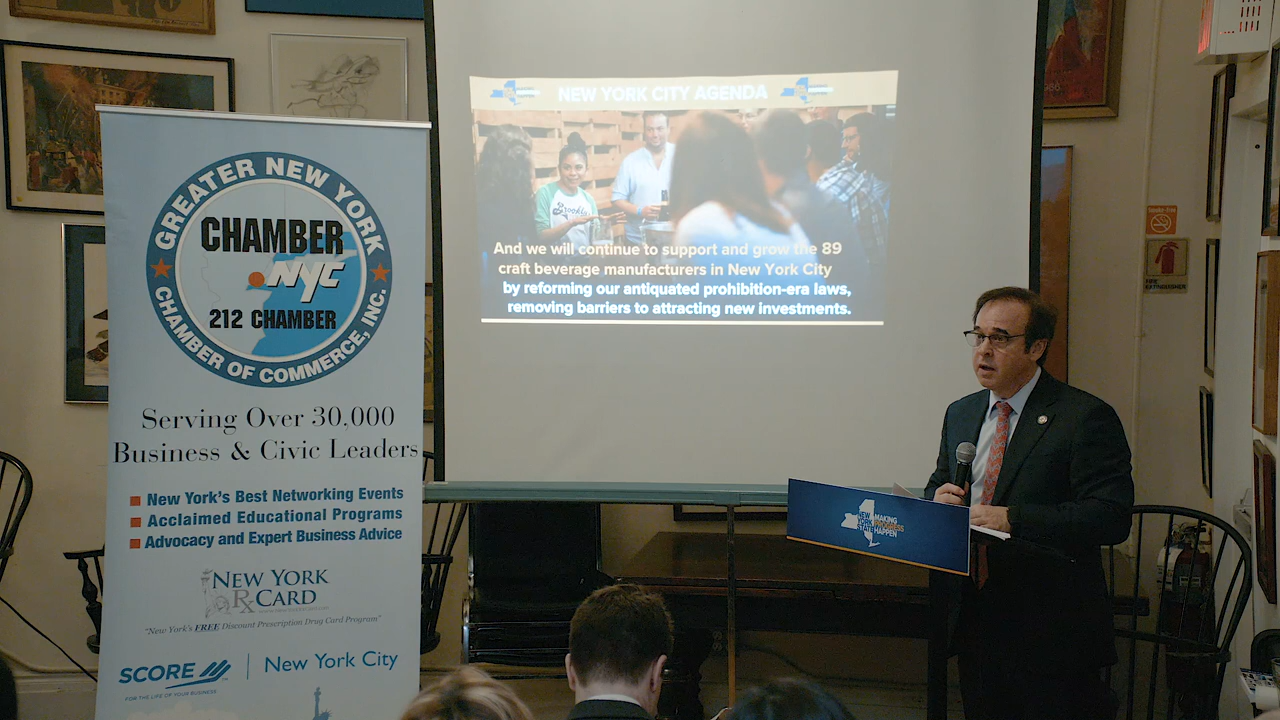 GREATER NEW YORK
CHAMBER
NYC
212 CHAMBER
CHAMBER OF COMMERCE, INC.
Serving Over 30,000
Business & Civic Leaders
New York's Best Networking Events
Acclaimed Educational Programs
Advocacy and Expert Business Advice
NEW YORK
Rx CARD
"New York's FREE Discount Prescription Drug Card Program"
SCORE
FOR THE LIFE OF YOUR BUSINESS
New York City
NEW YORK CITY AGENDA
And we will continue to support and grow the 89
craft beverage manufacturers in New York City
by reforming our antiquated prohibition-era laws,
removing barriers to attracting new investments.
NEW YORK STATE
MAKING PROGRESS HAPPEN
FIRE
EXTINGUISHER